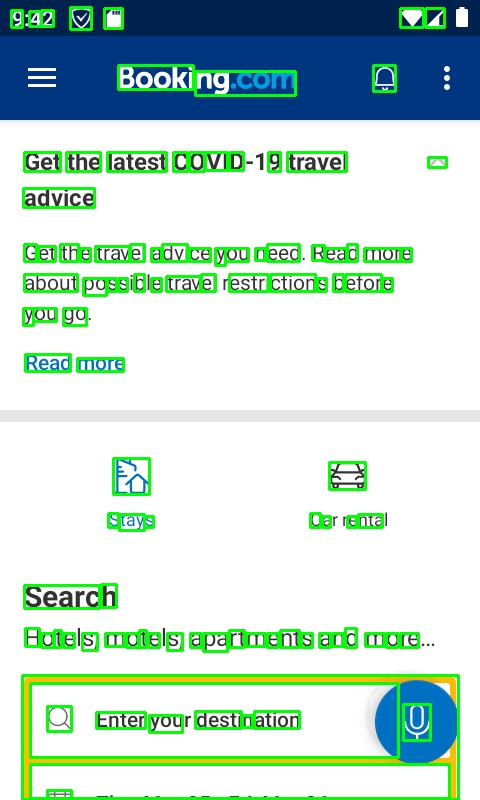 9:42
Booking.com
Get the latest COVID-19 travel
advice
Get the travel advice you need. Read more
about possible travel restrictions before
you go.
Read more
Stays
Car rental
Search
Hotels, motels, apartments and more...
Enter your destination